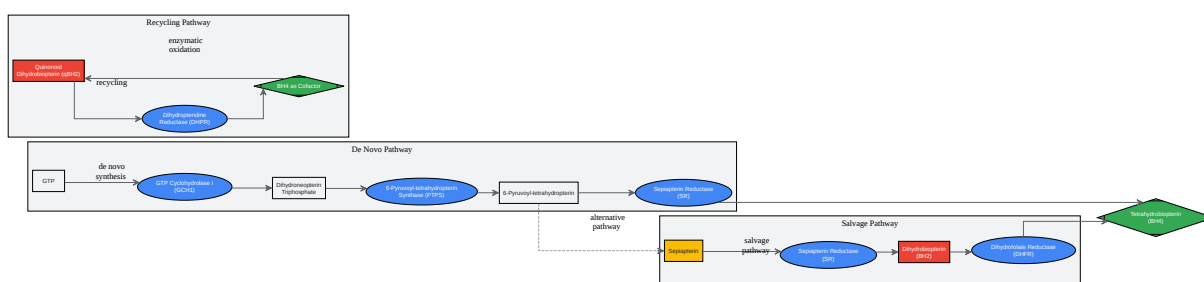 Recycling Pathway
enzymatic
oxidation
Quinonoid
Dihydrobiopterin (qBH2)
recycling
BH4 as Cofactor
Dihydropteridine
Reductase (DHPR)
De Novo Pathway
GTP
de novo
synthesis
GTP Cyclohydrolase I
(GCH1)
Dihydroneopterin
Triphosphate
6-Pyruvoyl-tetrahydropterin
Synthase (PTPS)
6-Pyruvoyl-tetrahydropterin
Sepiapterin Reductase
(SR)
alternative
pathway
Tetrahydrobiopterin
(BH4)
Salvage Pathway
Sepiapterin
salvage
pathway
Sepiapterin Reductase
(SR)
Dihydrobiopterin
(BH2)
Dihydrofolate Reductase
(DHFR)